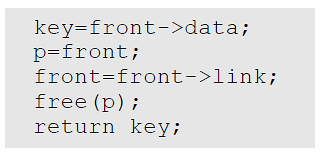 key=front->data;
p=front;
front=front->link;
free(p);
return key;